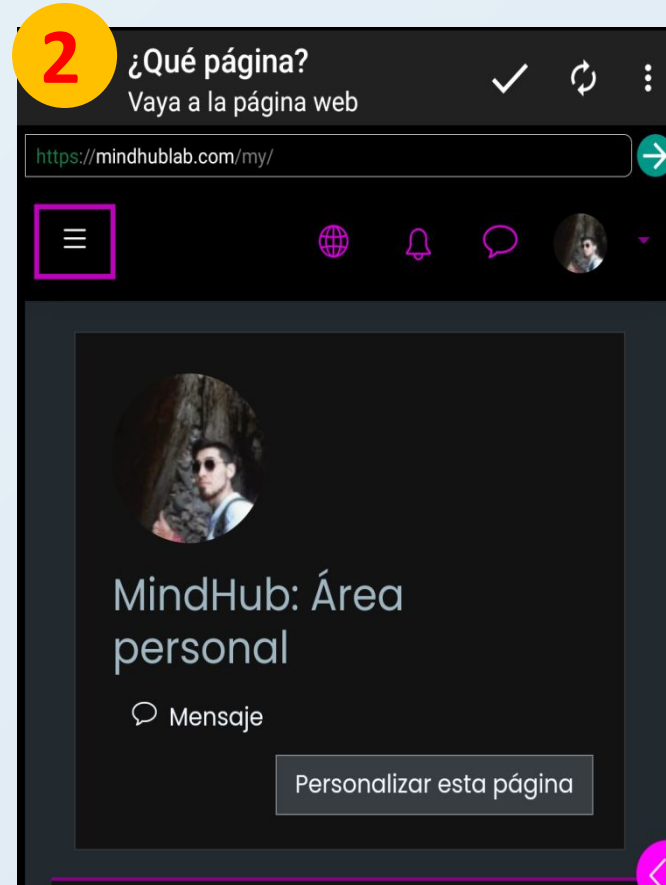 2
¿Qué página?
Vaya a la página web
https://mindhublab.com/my/
MindHub: Área
personal
Mensaje
Personalizar esta página